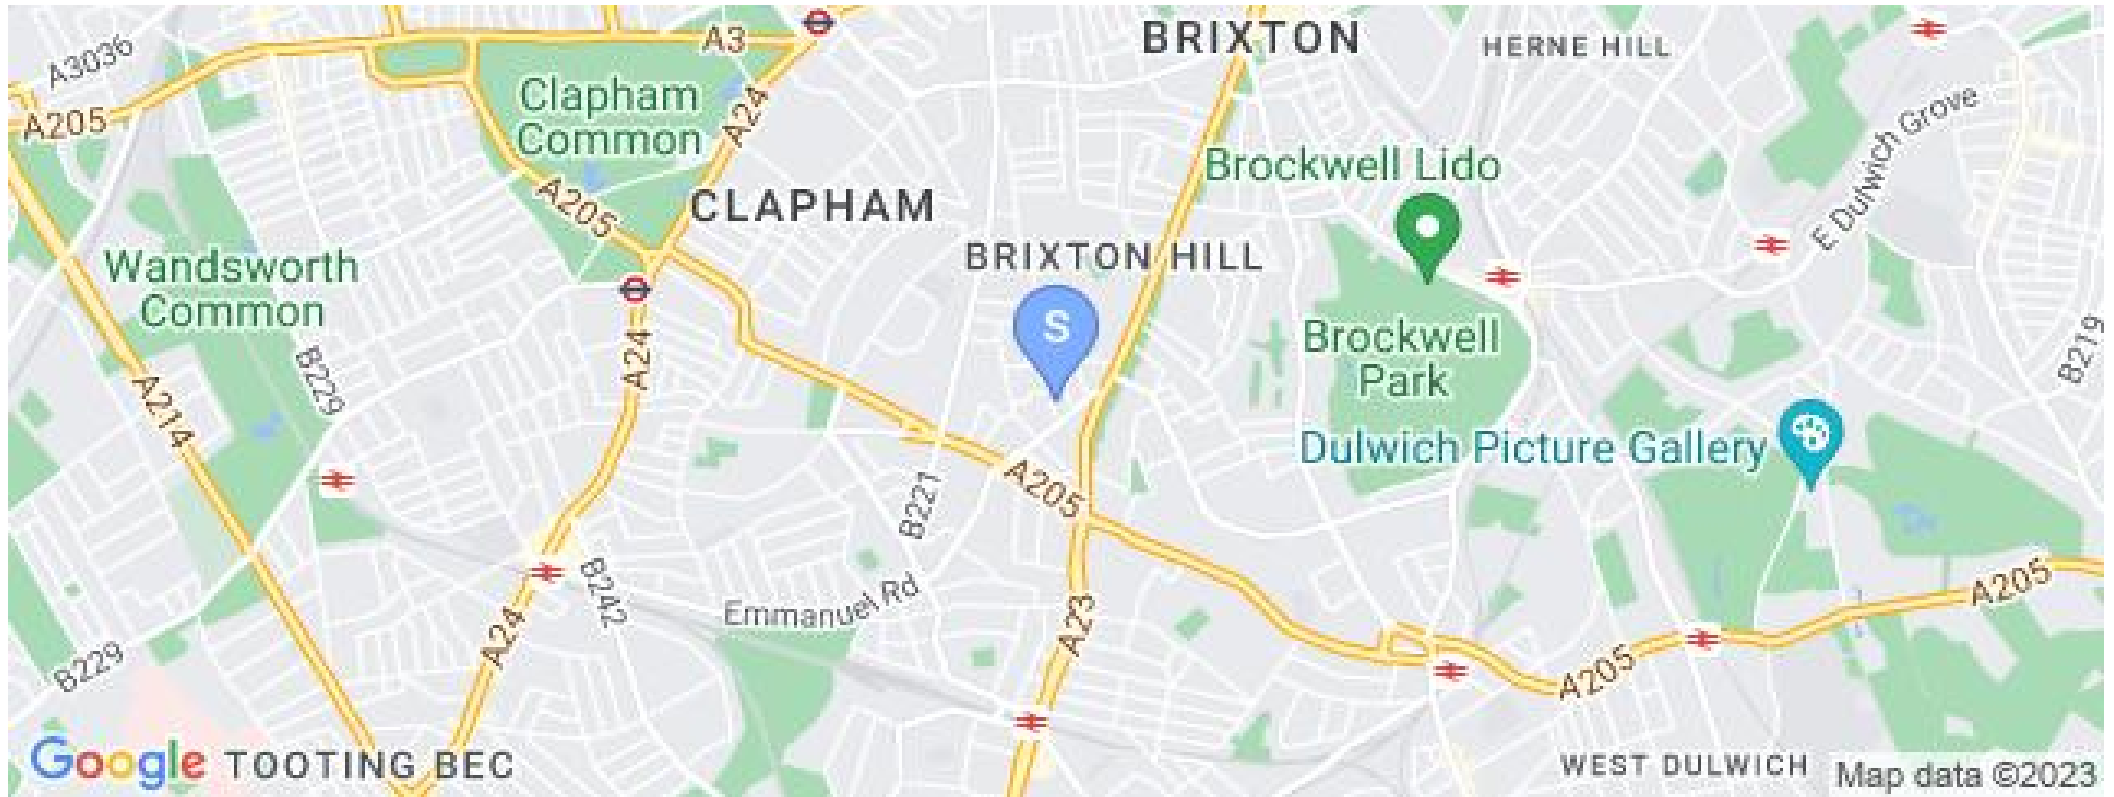 A3036
A3
BRIXTON
HERNE HILL
Clapham
Common
A205
A24
E Dulwich Grove
Brockwell Lido
A205
CLAPHAM
BRIXTON HILL
Wandsworth
Common
S
Brockwell
Park
B219
B229
A24
A214
Dulwich Picture Gallery
A205
B221
B242
Emmanuel Rd
A205
A23
A24
B229
A205
Google
TOOTING BEC
WEST DULWICH
Map data ©2023